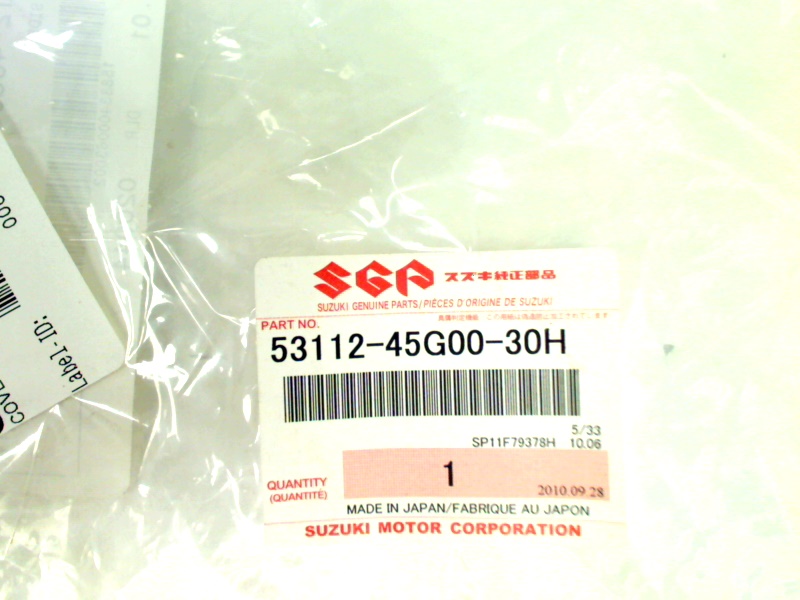 SGP スズキ純正部品
SUZUKI GENUINE PARTS/PIÈCES D'ORIGINE DE SUZUKI
PART NO.
53112-45G00-30H
5/33
SP11F79378H 10.06
QUANTITY
(QUANTITÉ)
1
2010.09.28
MADE IN JAPAN/FABRIQUE AU JAPON
SUZUKI MOTOR CORPORATION
Label-ID:
000
01